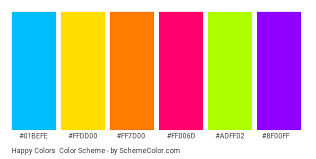 #01BEFE #FFDD00 #FF7D00 #FF006D #ADFF02 #8F00FF
Happy Colors Color Scheme - by SchemeColor.com